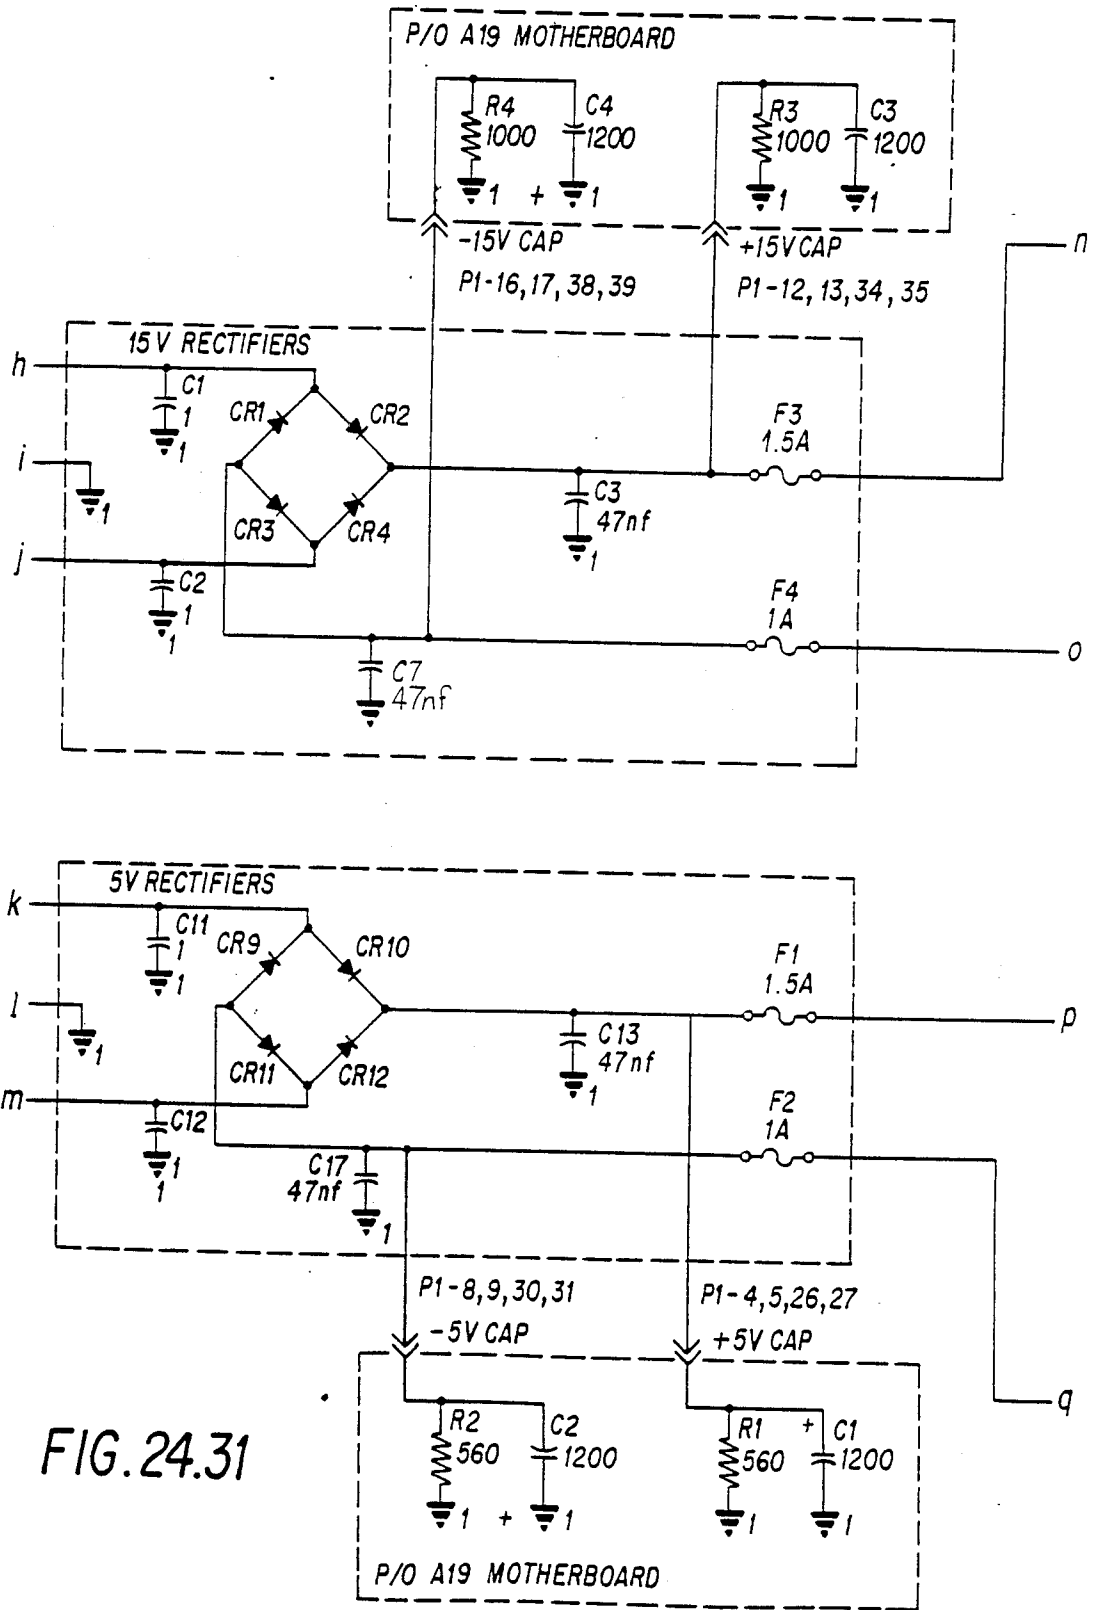 P/O A19 MOTHERBOARD
R4
1000
C4
1200
R3
1000
C3
1200
1
+
1
1
1
-15V CAP
P1-16, 17, 38, 39
+15V CAP
P1-12, 13, 34, 35
n
15V RECTIFIERS
h
C1
1
1
CR1
CR2
F3
1.5A
i
1
CR3
CR4
C3
47nf
1
j
C2
1
1
F4
1A
o
C7
47nf
5V RECTIFIERS
k
C11
1
1
CR9
CR10
F1
1.5A
l
1
p
CR11
CR12
C13
47nf
1
m
C12
1
1
F2
1A
C17
47nf
1
P1-8, 9, 30, 31
-5V CAP
P1-4, 5, 26, 27
+5V CAP
q
R2
560
C2
1200
R1
560
+
C1
1200
1
+
1
1
1
P/O A19 MOTHERBOARD
FIG. 24.31